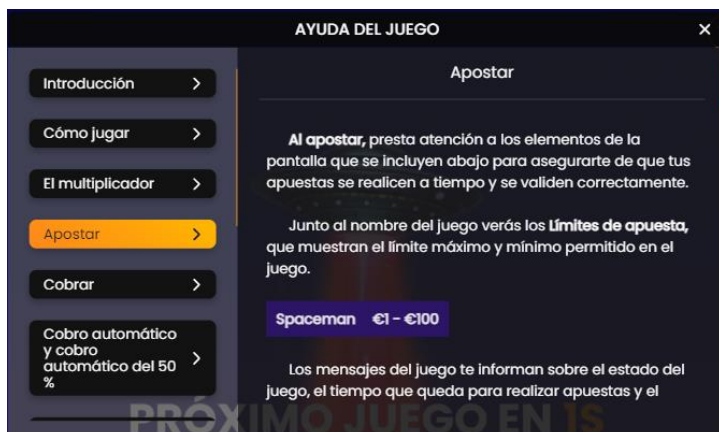 AYUDA DEL JUEGO
×
Introducción >
Cómo jugar >
El multiplicador >
Apostar >
Cobrar >
Cobro automático
y cobro
automático del 50 >
%
Apostar
Al apostar, presta atención a los elementos de la
pantalla que se incluyen abajo para asegurarte de que tus
apuestas se realicen a tiempo y se validen correctamente.
Junto al nombre del juego verás los Límites de apuesta,
que muestran el límite máximo y mínimo permitido en el
juego.
Spaceman €1 - €100
Los mensajes del juego te informan sobre el estado del
juego, el tiempo que queda para realizar apuestas y el
PRÓXIMO JUEGO EN 1S